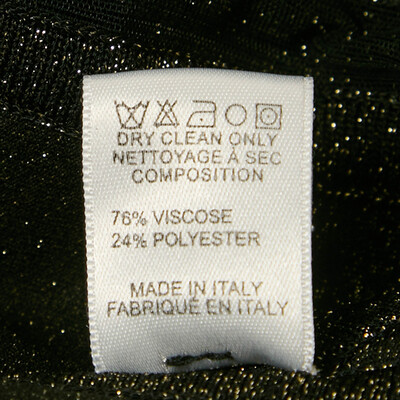 DRY CLEAN ONLY
NETTOYAGE À SEC
COMPOSITION
76% VISCOSE
24% POLYESTER
MADE IN ITALY
FABRIQUÉ EN ITALY